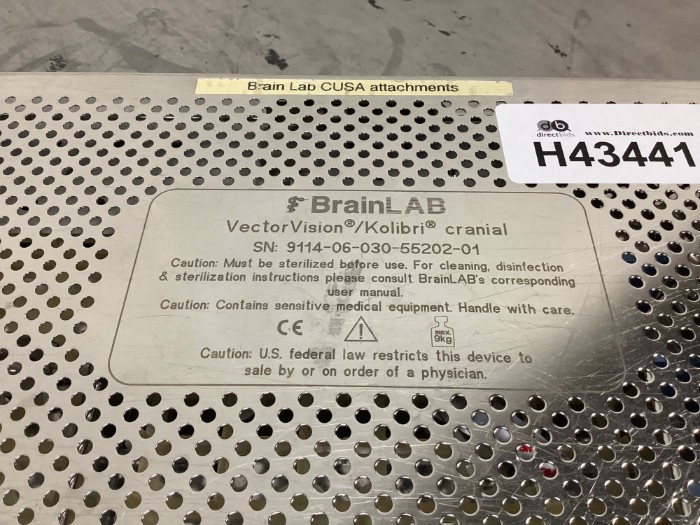 Brain Lab CUSA attachments
db
directbids
www.Directbids.com
H43441
BrainLAB
VectorVision®/Kolibri® cranial
SN: 9114-06-030-55202-01
Caution: Must be sterilized before use. For cleaning, disinfection
& sterilization instructions please consult BrainLAB's corresponding
user manual.
Caution: Contains sensitive medical equipment. Handle with care.
CE
max.
9kg
Caution: U.S. federal law restricts this device to
sale by or on order of a physician.